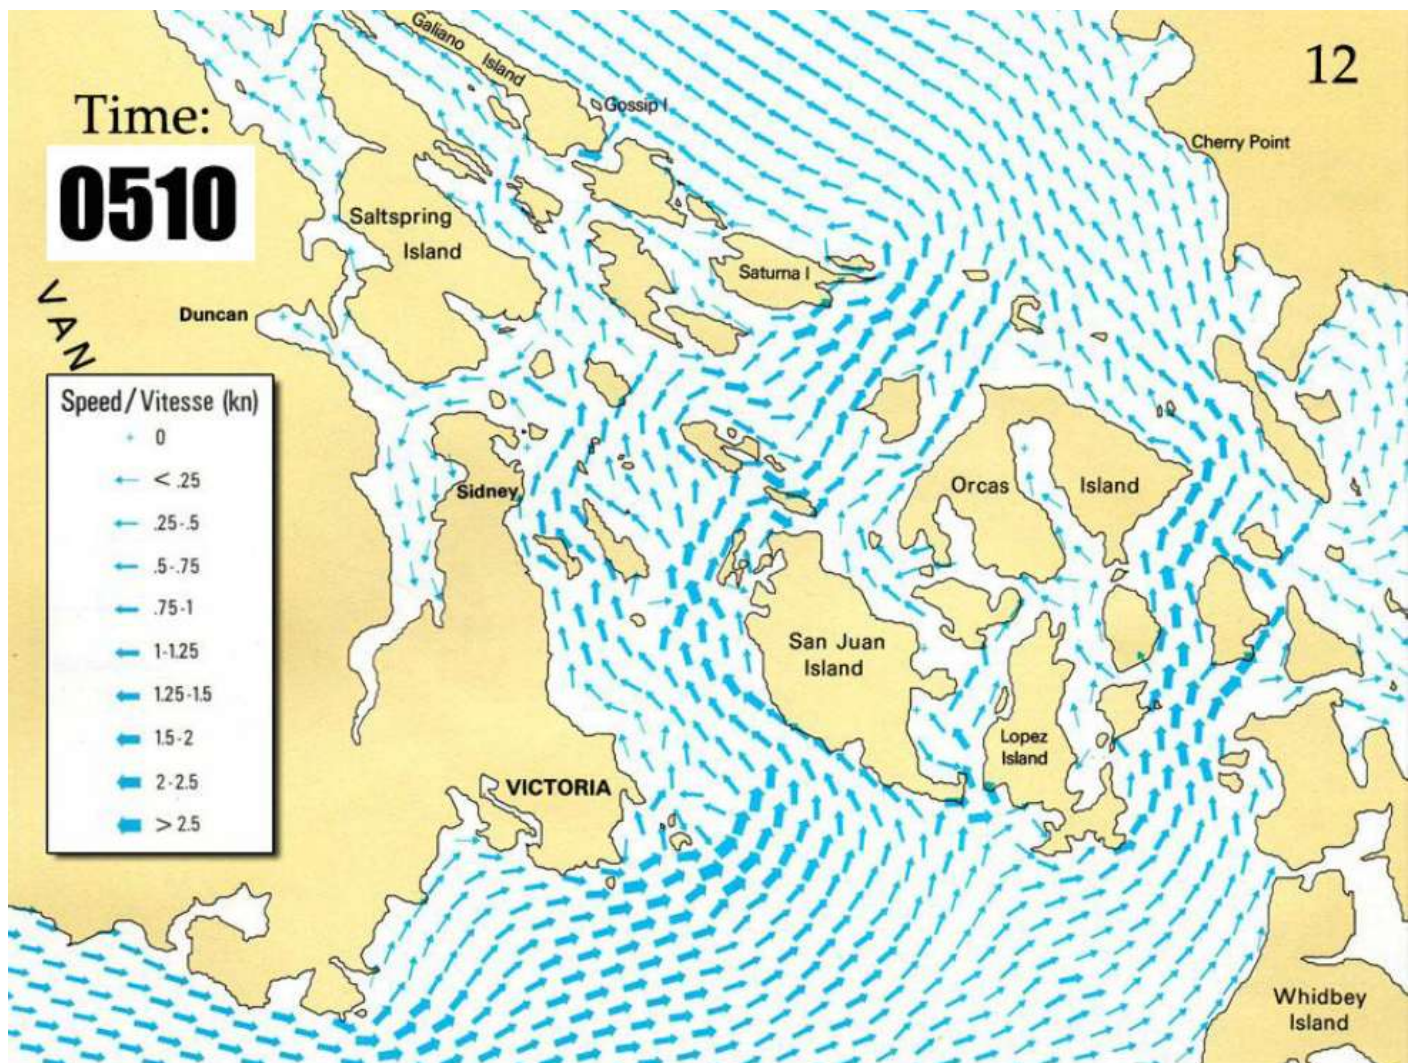 Galiano
Island
Gossip I
12
Time:
0510
Cherry Point
Saltspring
Island
Saturna I
Duncan
VAN
Speed/Vitesse (kn)
0
< .25
.25-.5
.5-.75
.75-1
1-1.25
1.25-1.5
1.5-2
2-2.5
> 2.5
Sidney
Orcas
Island
San Juan
Island
Lopez
Island
VICTORIA
Whidbey
Island